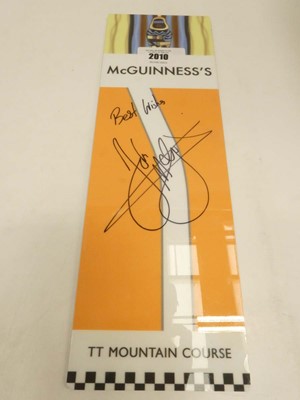 2010
McGUINNESS'S
Best Wishes
TT MOUNTAIN COURSE